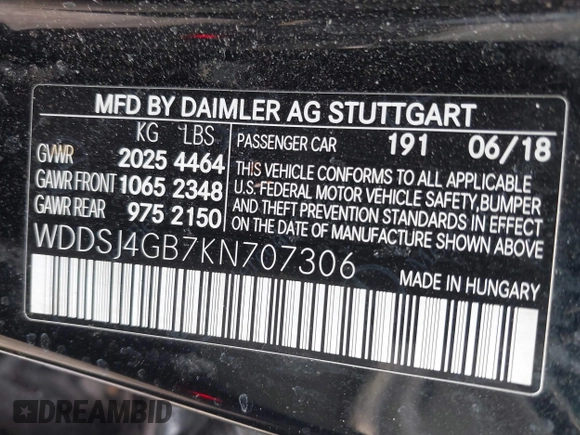 MFD BY DAIMLER AG STUTTGART
KG LBS
GVWR 2025 4464
GAWR FRONT 1065 2348
GAWR REAR 975 2150
PASSENGER CAR 191 06/18
THIS VEHICLE CONFORMS TO ALL APPLICABLE
U.S. FEDERAL MOTOR VEHICLE SAFETY, BUMPER
AND THEFT PREVENTION STANDARDS IN EFFECT
ON THE DATE OF MANUFACTURE SHOWN ABOVE.
WDDSJ4GB7KN707306
MADE IN HUNGARY
DREAMBID